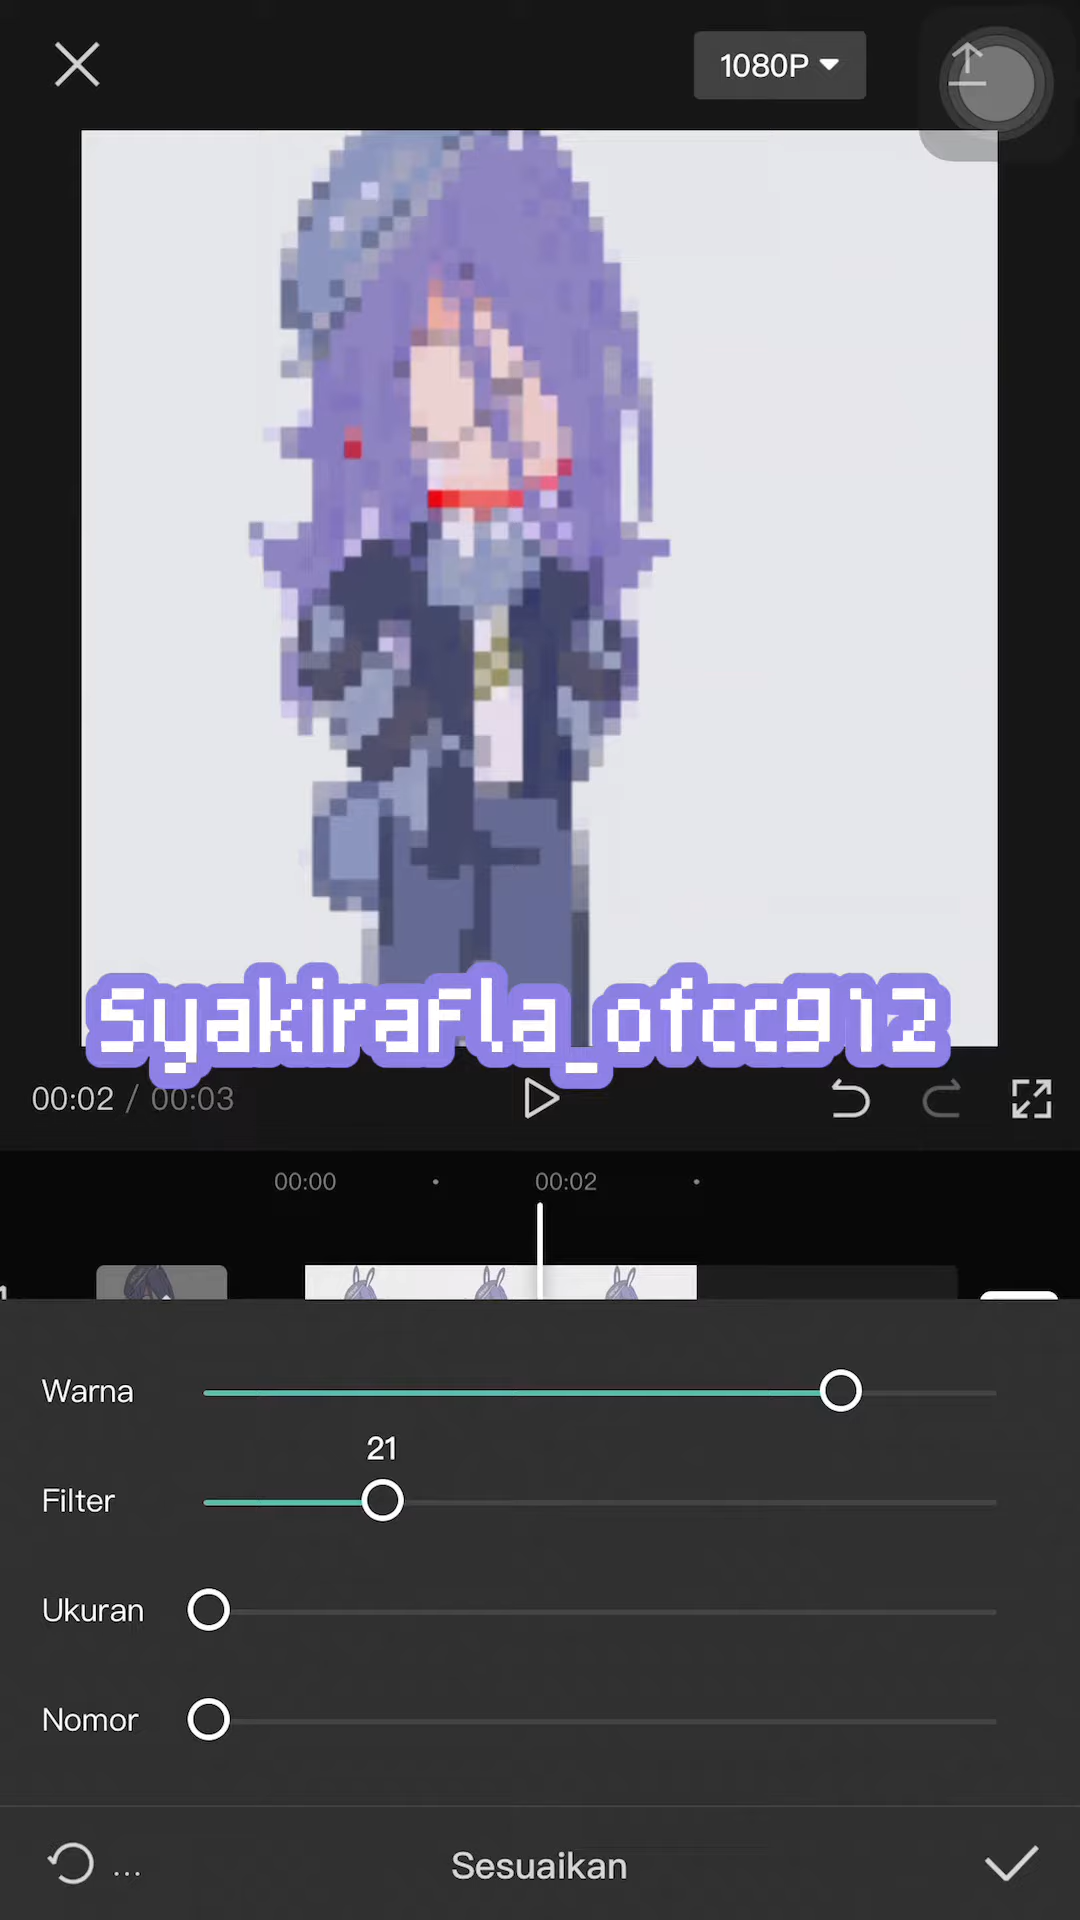 1080P
SyakiraFla_ofcc912
00:02 / 00:03
00:00 00:02
Warna
21
Filter
Ukuran
Nomor
... Sesuaikan